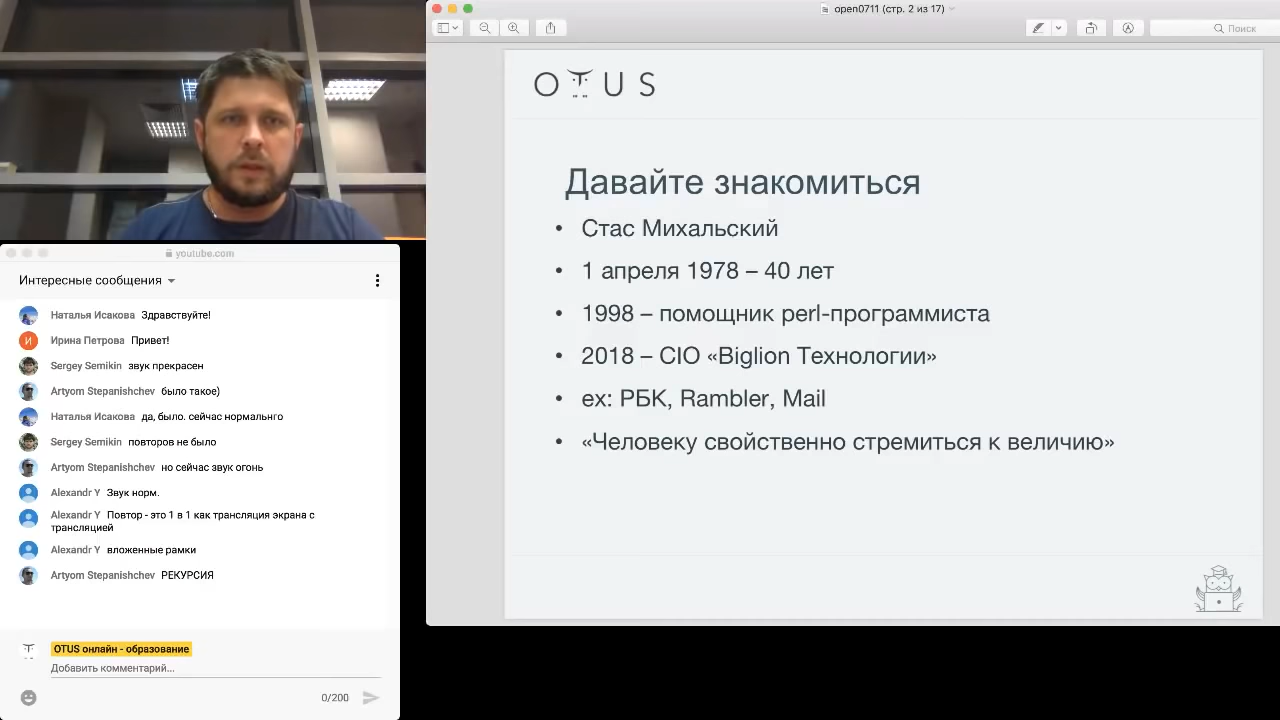 open0711 (стр. 2 из 17)
Поиск
OTUS
Давайте знакомиться
• Стас Михальский
• 1 апреля 1978 – 40 лет
• 1998 – помощник perl-программиста
• 2018 – CIO «Biglion Технологии»
• ex: РБК, Rambler, Mail
• «Человеку свойственно стремиться к величию»
youtube.com
Интересные сообщения
Наталья Исакова Здравствуйте!
И Ирина Петрова Привет!
Sergey Semikin звук прекрасен
Artyom Stepanishchev было такое)
Наталья Исакова да, было. сейчас нормальнго
Sergey Semikin повторов не было
Artyom Stepanishchev но сейчас звук огонь
Alexandr Y Звук норм.
Alexandr Y Повтор - это 1 в 1 как трансляция экрана с
трансляцией
Alexandr Y вложенные рамки
Artyom Stepanishchev РЕКУРСИЯ
OTUS онлайн - образование
Добавить комментарий...
0/200